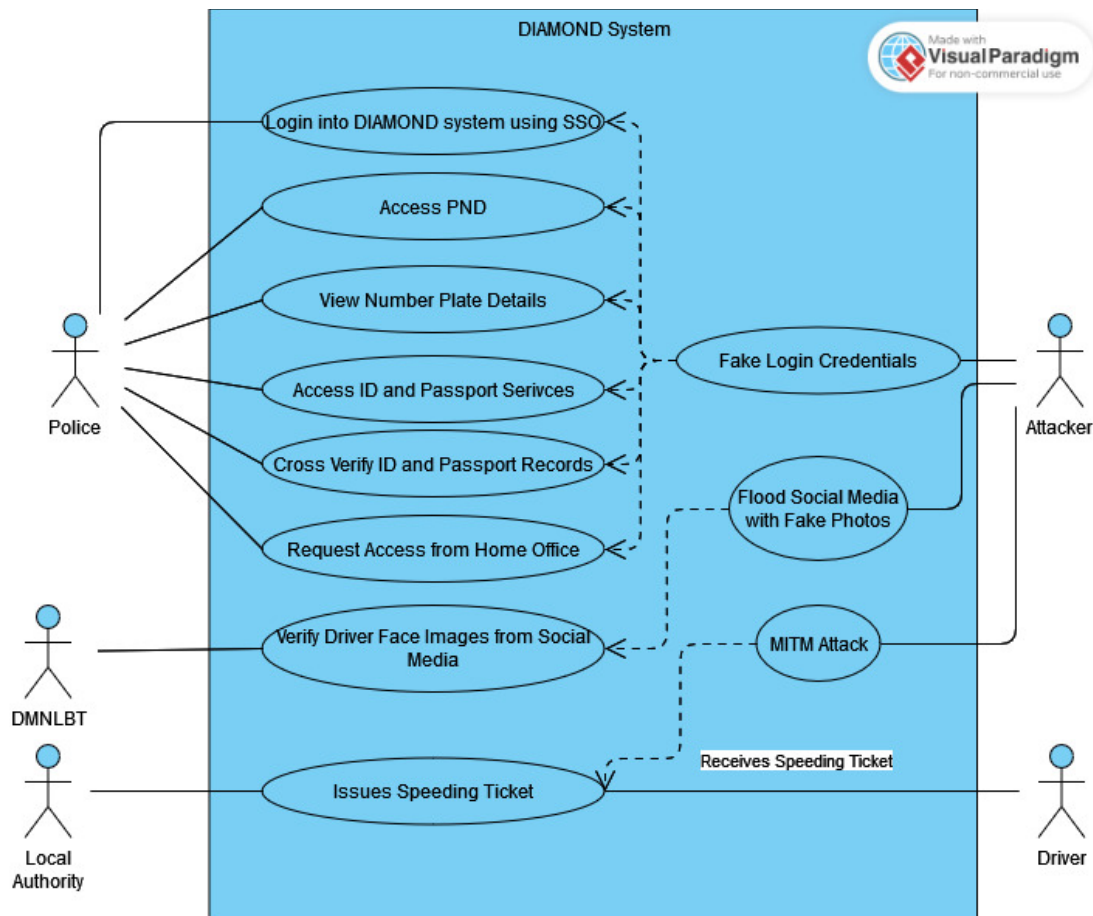 DIAMOND System
Made with
Visual Paradigm
For non-commercial use
Login into DIAMOND system using SSO
Access PND
View Number Plate Details
Fake Login Credentials
Access ID and Passport Serivces
Police
Attacker
Cross Verify ID and Passport Records
Flood Social Media
with Fake Photos
Request Access from Home Office
Verify Driver Face Images from Social
Media
MITM Attack
DMNLBT
Receives Speeding Ticket
Issues Speeding Ticket
Local
Authority
Driver